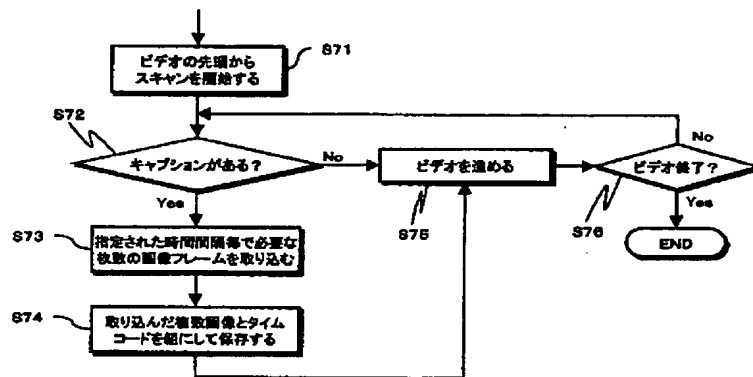 ビデオの先端から
スキャンを開始する
S71
S72
キャプションがある?
No
Yes
ビデオを進める
S75
ビデオ終了?
No
Yes
S76
END
S73
指定された時間間隔毎で必要な
枚数の画像フレームを取り込む
S74
取り込んだ複数画像とタイム
コードを組にして保存する